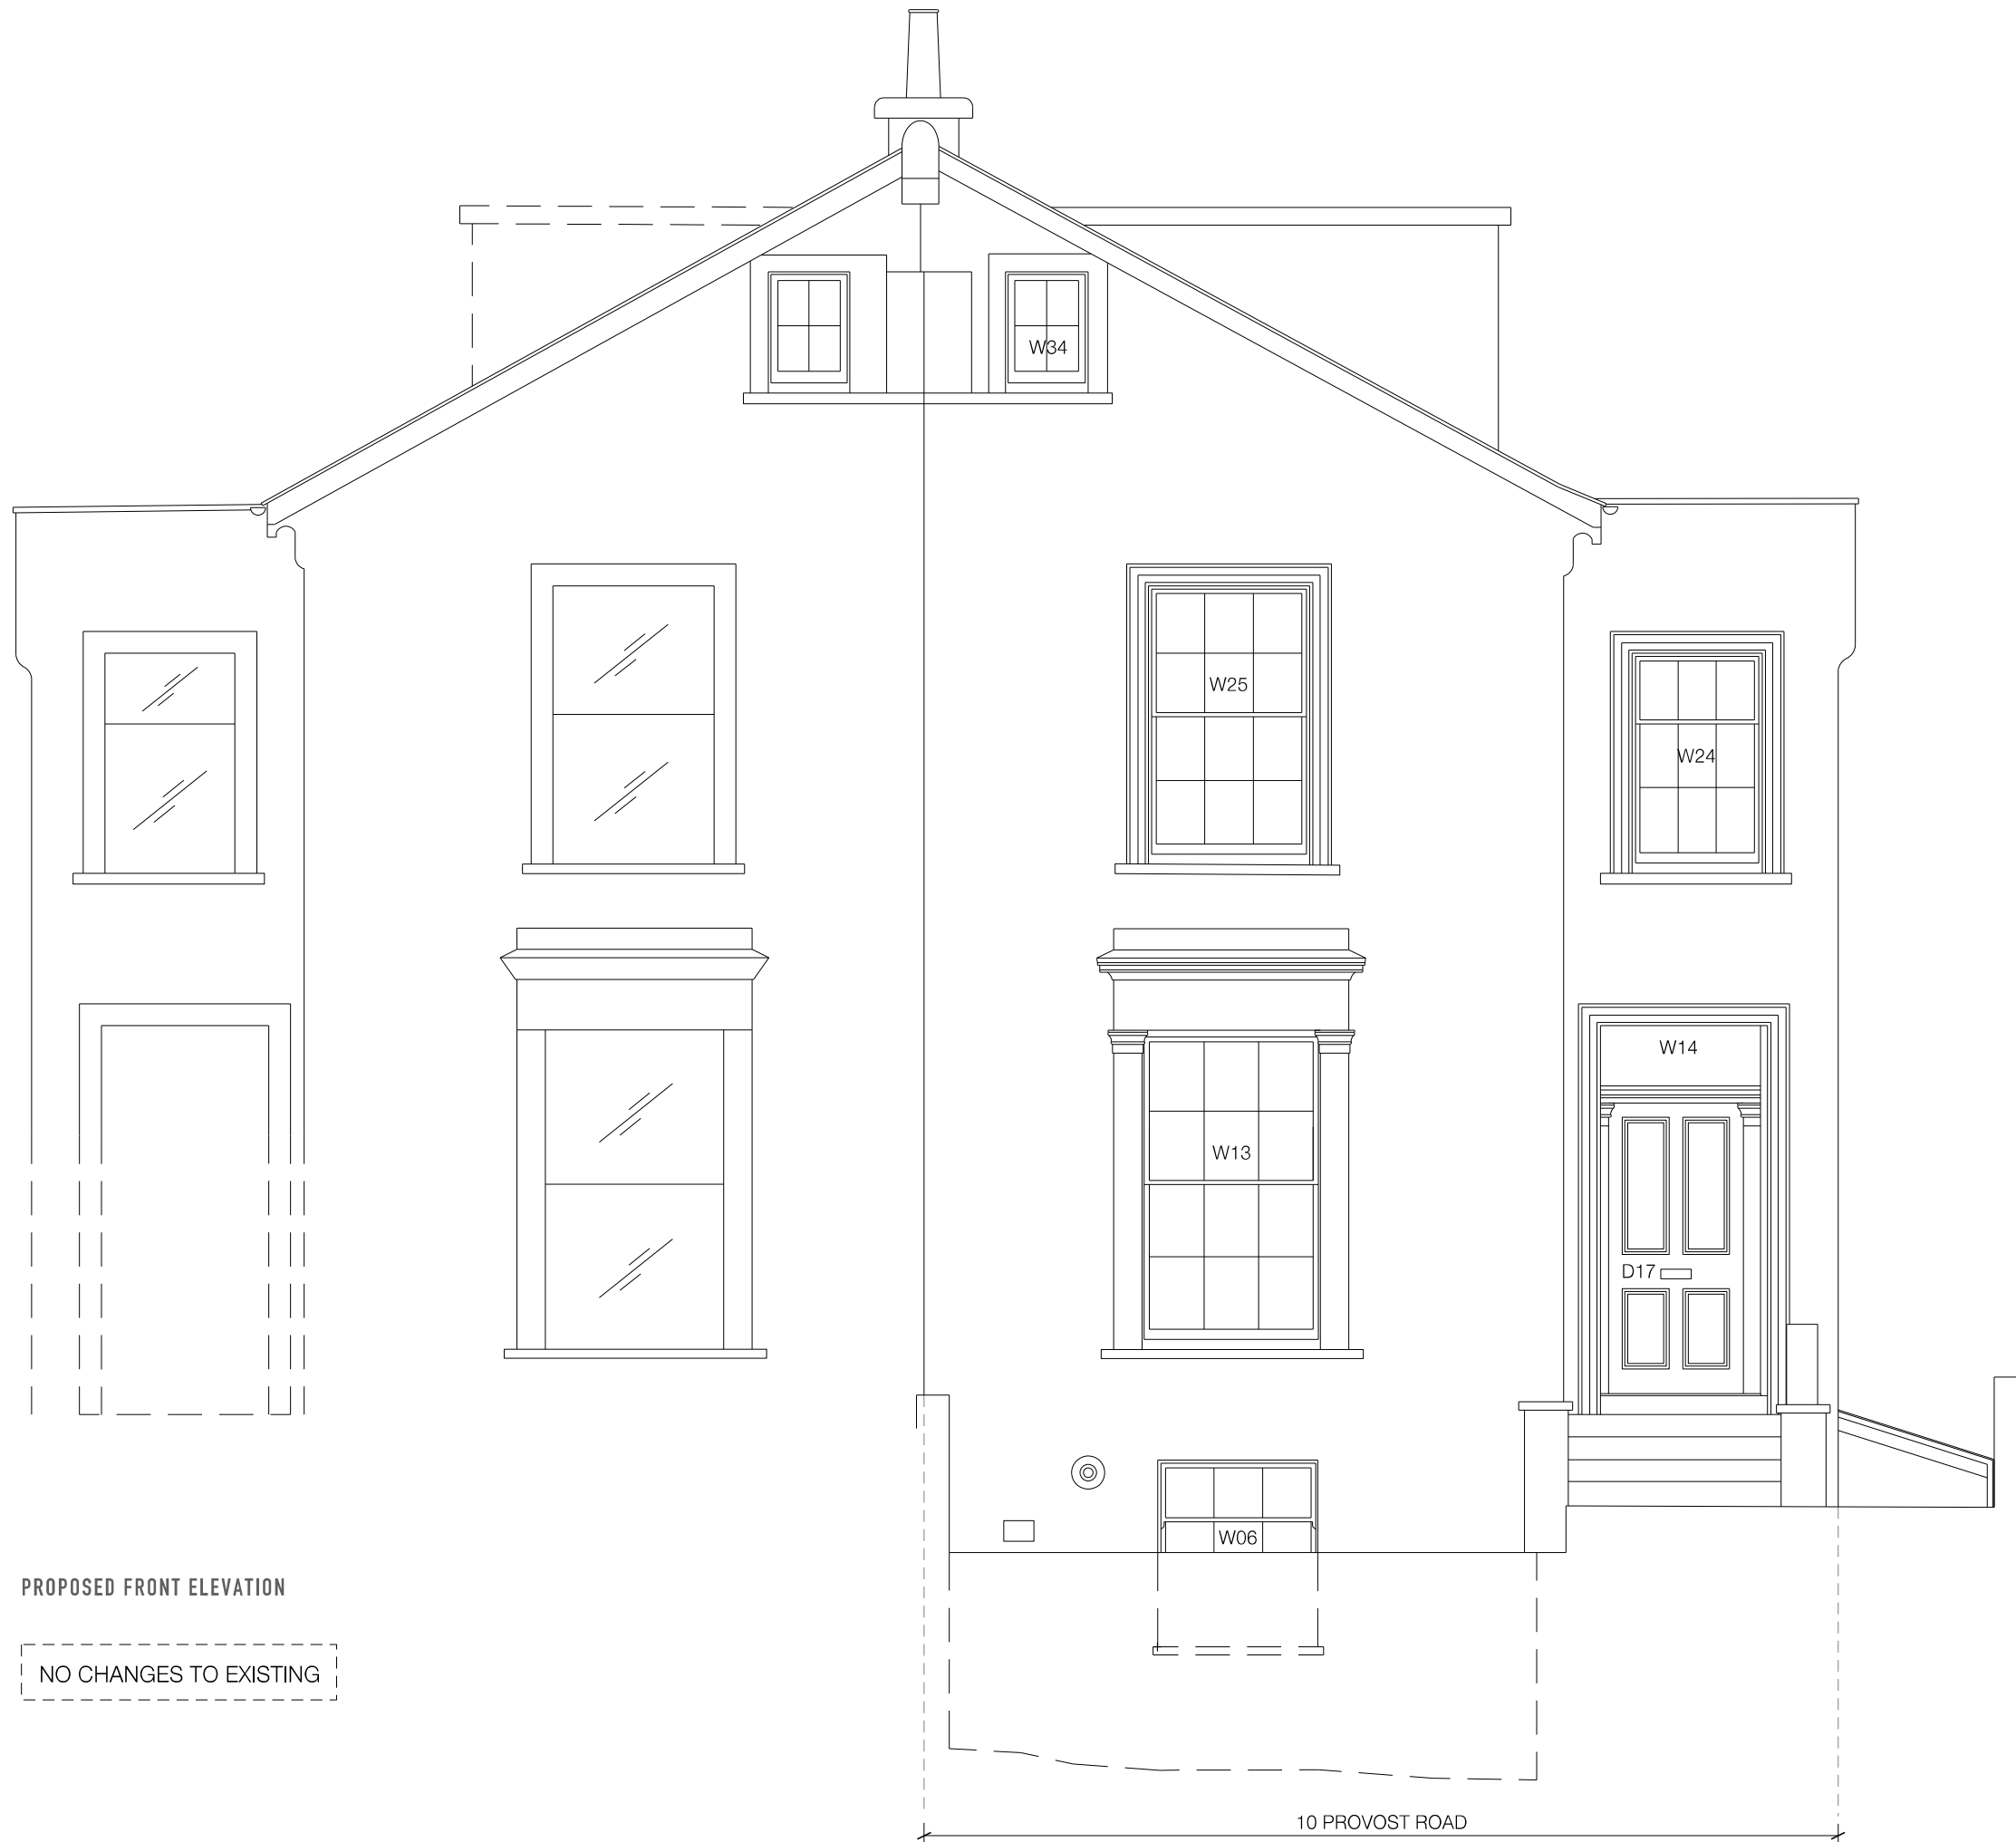 W34
W25
W24
W14
W13
D17
W06
PROPOSED FRONT ELEVATION
NO CHANGES TO EXISTING
10 PROVOST ROAD